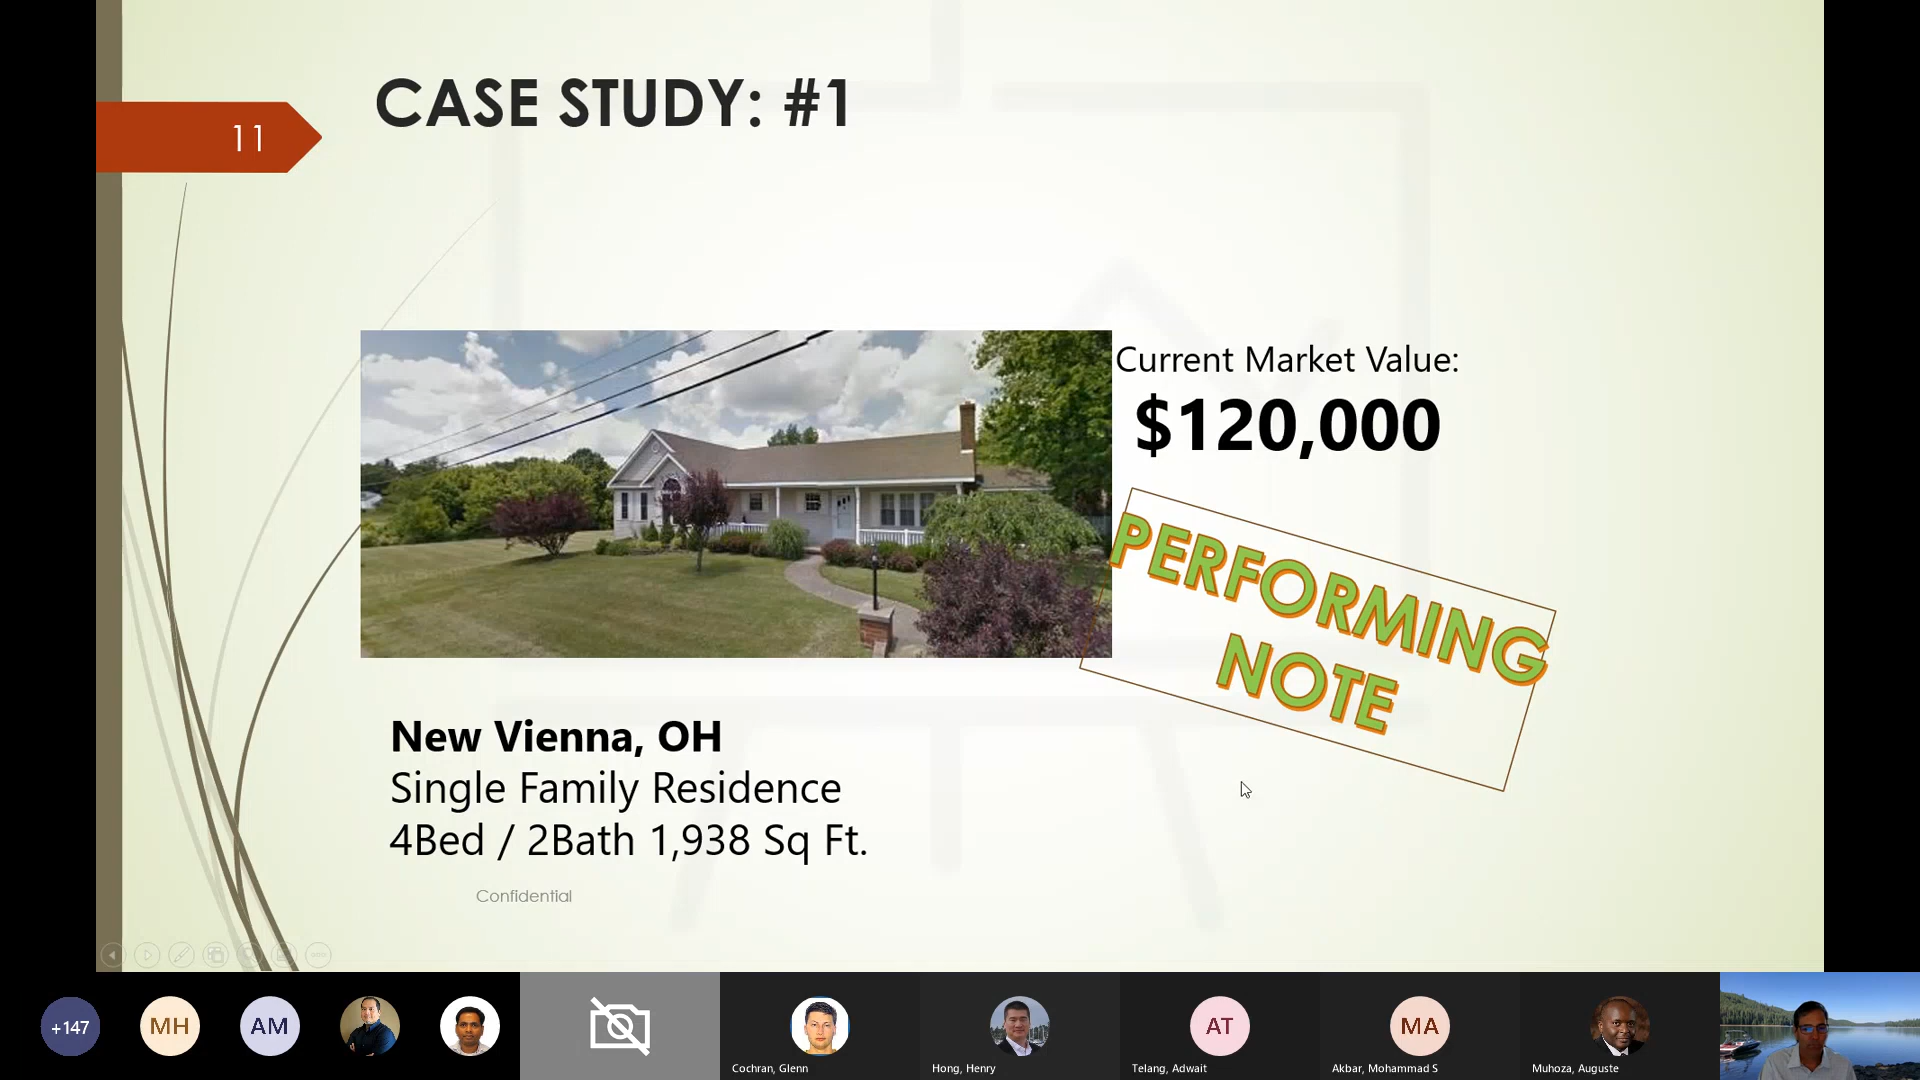 CASE STUDY: #1
11
Current Market Value:
$120,000
PERFORMING
NOTE
New Vienna, OH
Single Family Residence
4Bed / 2Bath 1,938 Sq Ft.
Confidential
+147
MH
AM
AT
MA
Cochran, Glenn
Hong, Henry
Telang, Adwait
Akbar, Mohammad S
Muhoza, Auguste